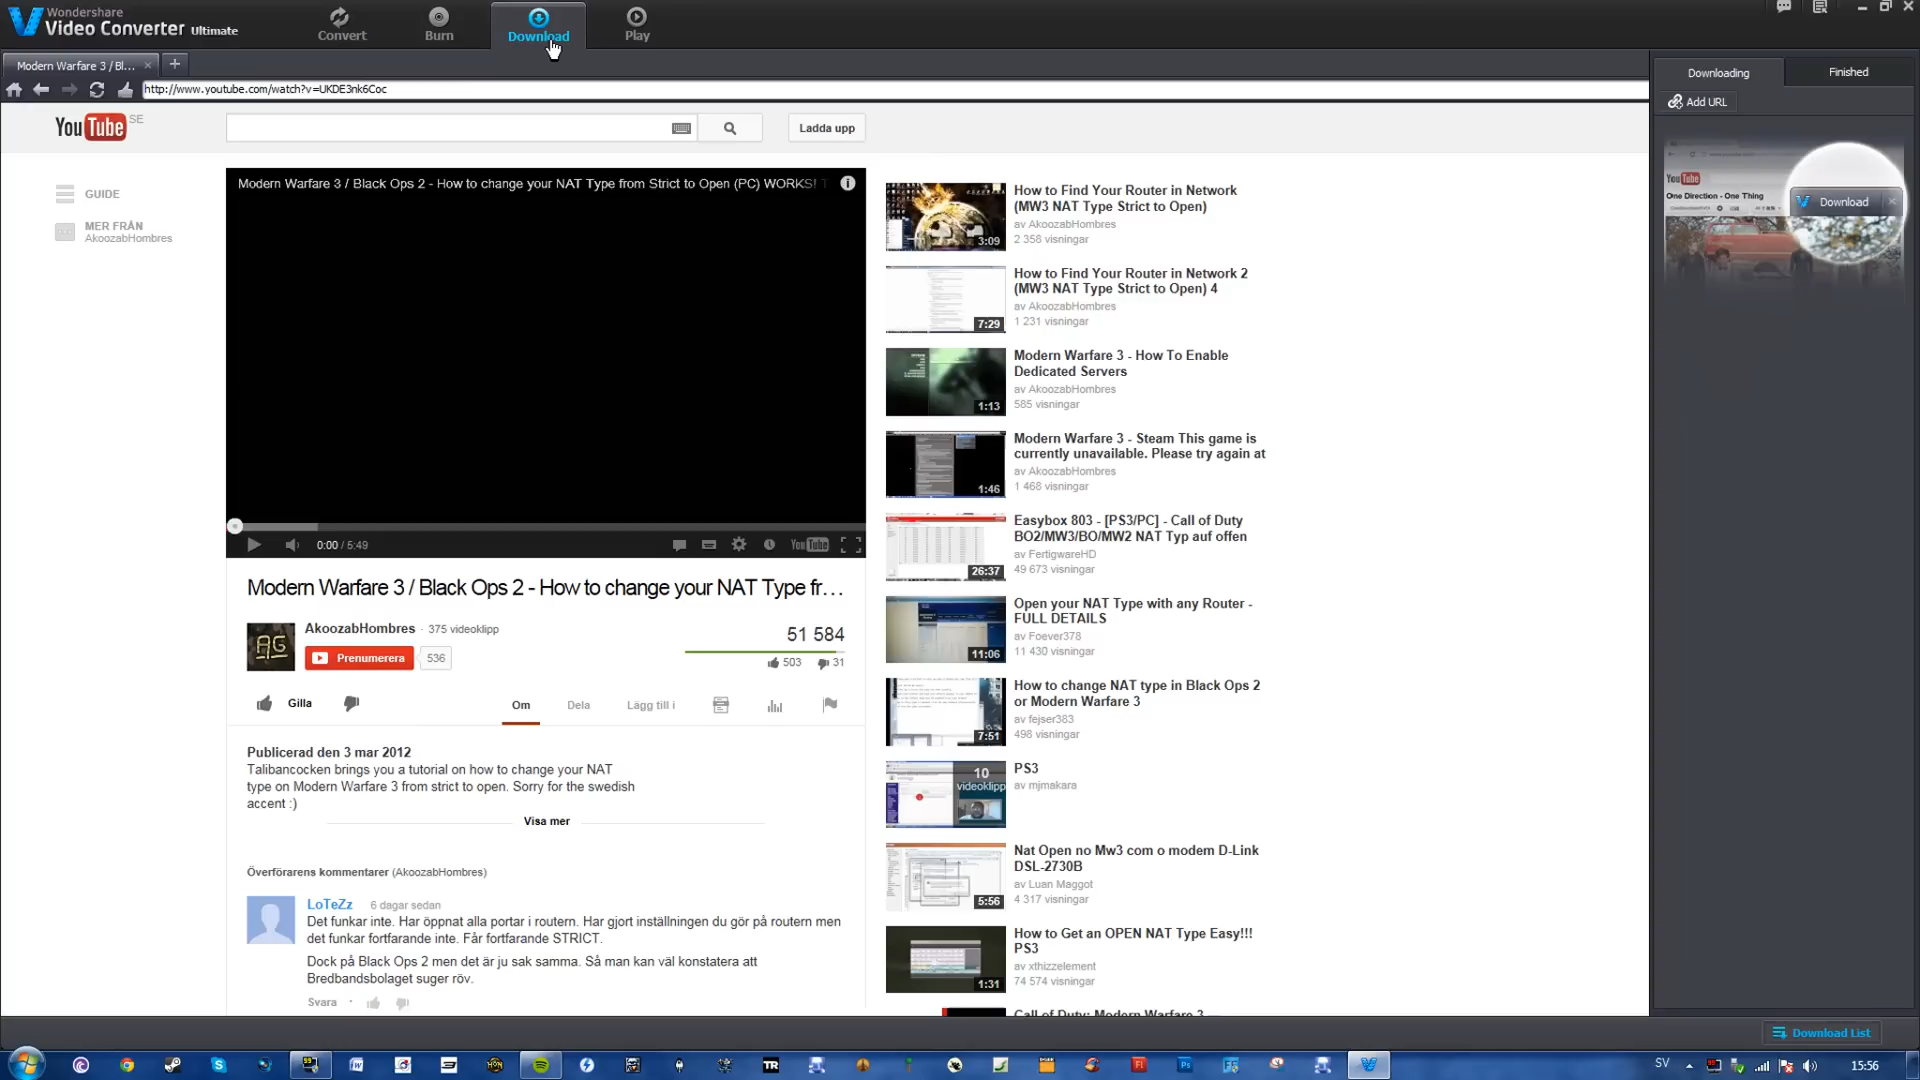 Wondershare
Video Converter Ultimate
Convert
Burn
Download
Play
Modern Warfare 3 / Bl...
http://www.youtube.com/watch?v=UKDE3nk6Coc
Downloading
Finished
Add URL
YouTube SE
Ladda upp
GUIDE
MER FRÅN
AkoozabHombres
Modern Warfare 3 / Black Ops 2 - How to change your NAT Type from Strict to Open (PC) WORKS!
0:00 / 5:49
YouTube
Modern Warfare 3 / Black Ops 2 - How to change your NAT Type fr...
AkoozabHombres · 375 videoklipp
Prenumerera
536
51 584
503
31
Gilla
Om
Dela
Lägg till i
Publicerad den 3 mar 2012
Talibancocken brings you a tutorial on how to change your NAT
type on Modern Warfare 3 from strict to open. Sorry for the swedish
accent :)
Visa mer
Överförarens kommentarer (AkoozabHombres)
LoTeZz 6 dagar sedan
Det funkar inte. Har öppnat alla portar i routern. Har gjort inställningen du gör på routern men
det funkar fortfarande inte. Får fortfarande STRICT.
Dock på Black Ops 2 men det är ju sak samma. Så man kan väl konstatera att
Bredbandsbolaget suger röv.
Svara ·
3:09
How to Find Your Router in Network
(MW3 NAT Type Strict to Open)
av AkoozabHombres
2 358 visningar
7:29
How to Find Your Router in Network 2
(MW3 NAT Type Strict to Open) 4
av AkoozabHombres
1 231 visningar
1:13
Modern Warfare 3 - How To Enable
Dedicated Servers
av AkoozabHombres
585 visningar
1:46
Modern Warfare 3 - Steam This game is
currently unavailable. Please try again at
av AkoozabHombres
1 468 visningar
26:37
Easybox 803 - [PS3/PC] - Call of Duty
BO2/MW3/BO/MW2 NAT Typ auf offen
av FertigwareHD
49 673 visningar
11:06
Open your NAT Type with any Router -
FULL DETAILS
av Foever378
11 430 visningar
7:51
How to change NAT type in Black Ops 2
or Modern Warfare 3
av fejser383
498 visningar
10
videoklipp
PS3
av mjmakara
5:56
Nat Open no Mw3 com o modem D-Link
DSL-2730B
av Luan Maggot
4 317 visningar
1:31
How to Get an OPEN NAT Type Easy!!!
PS3
av xthizzelement
74 574 visningar
Call of Duty: Modern Warfare 3
YouTube
One Direction - One Thing
Download
Download List
SV
15:56